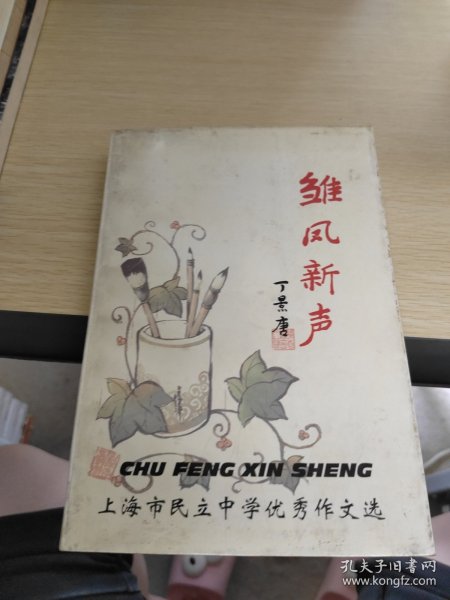 雏凤新声
丁景唐
CHU FENG XIN SHENG
上海市民立中学优秀作文选
孔夫子旧书网
www.kongfz.com